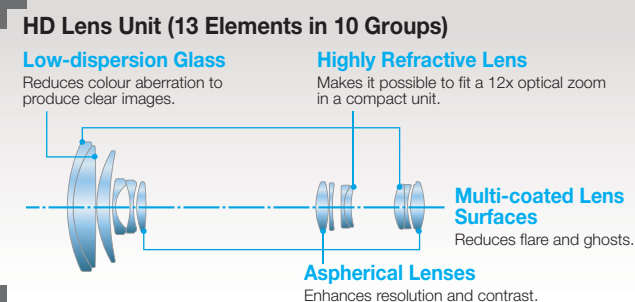 HD Lens Unit (13 Elements in 10 Groups)
Low-dispersion Glass
Reduces colour aberration to
produce clear images.
Highly Refractive Lens
Makes it possible to fit a 12x optical zoom
in a compact unit.
Multi-coated Lens
Surfaces
Reduces flare and ghosts.
Aspherical Lenses
Enhances resolution and contrast.